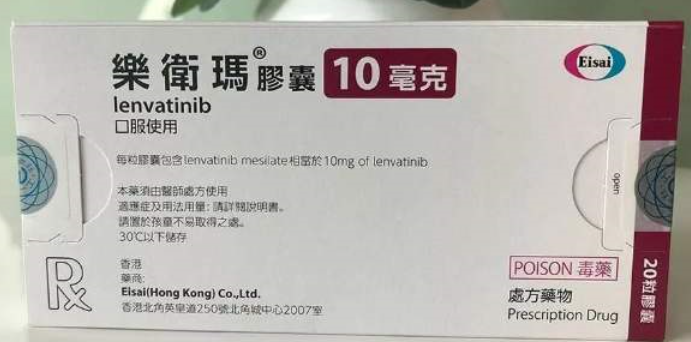 樂衛瑪®膠囊 10毫克
lenvatinib
口服使用
每粒膠囊包含lenvatinib mesilate相當於10mg of lenvatinib
本藥須由醫師處方使用
適應症及用法用量: 請詳閱說明書。
請置於孩童不易取得之處。
30℃以下儲存
香港
藥商:
Eisai(Hong Kong) Co.,Ltd.
香港北角英皇道250號北角城中心2007室
Rx
Eisai
open
POISON 毒藥
處方藥物
Prescription Drug
20粒膠囊